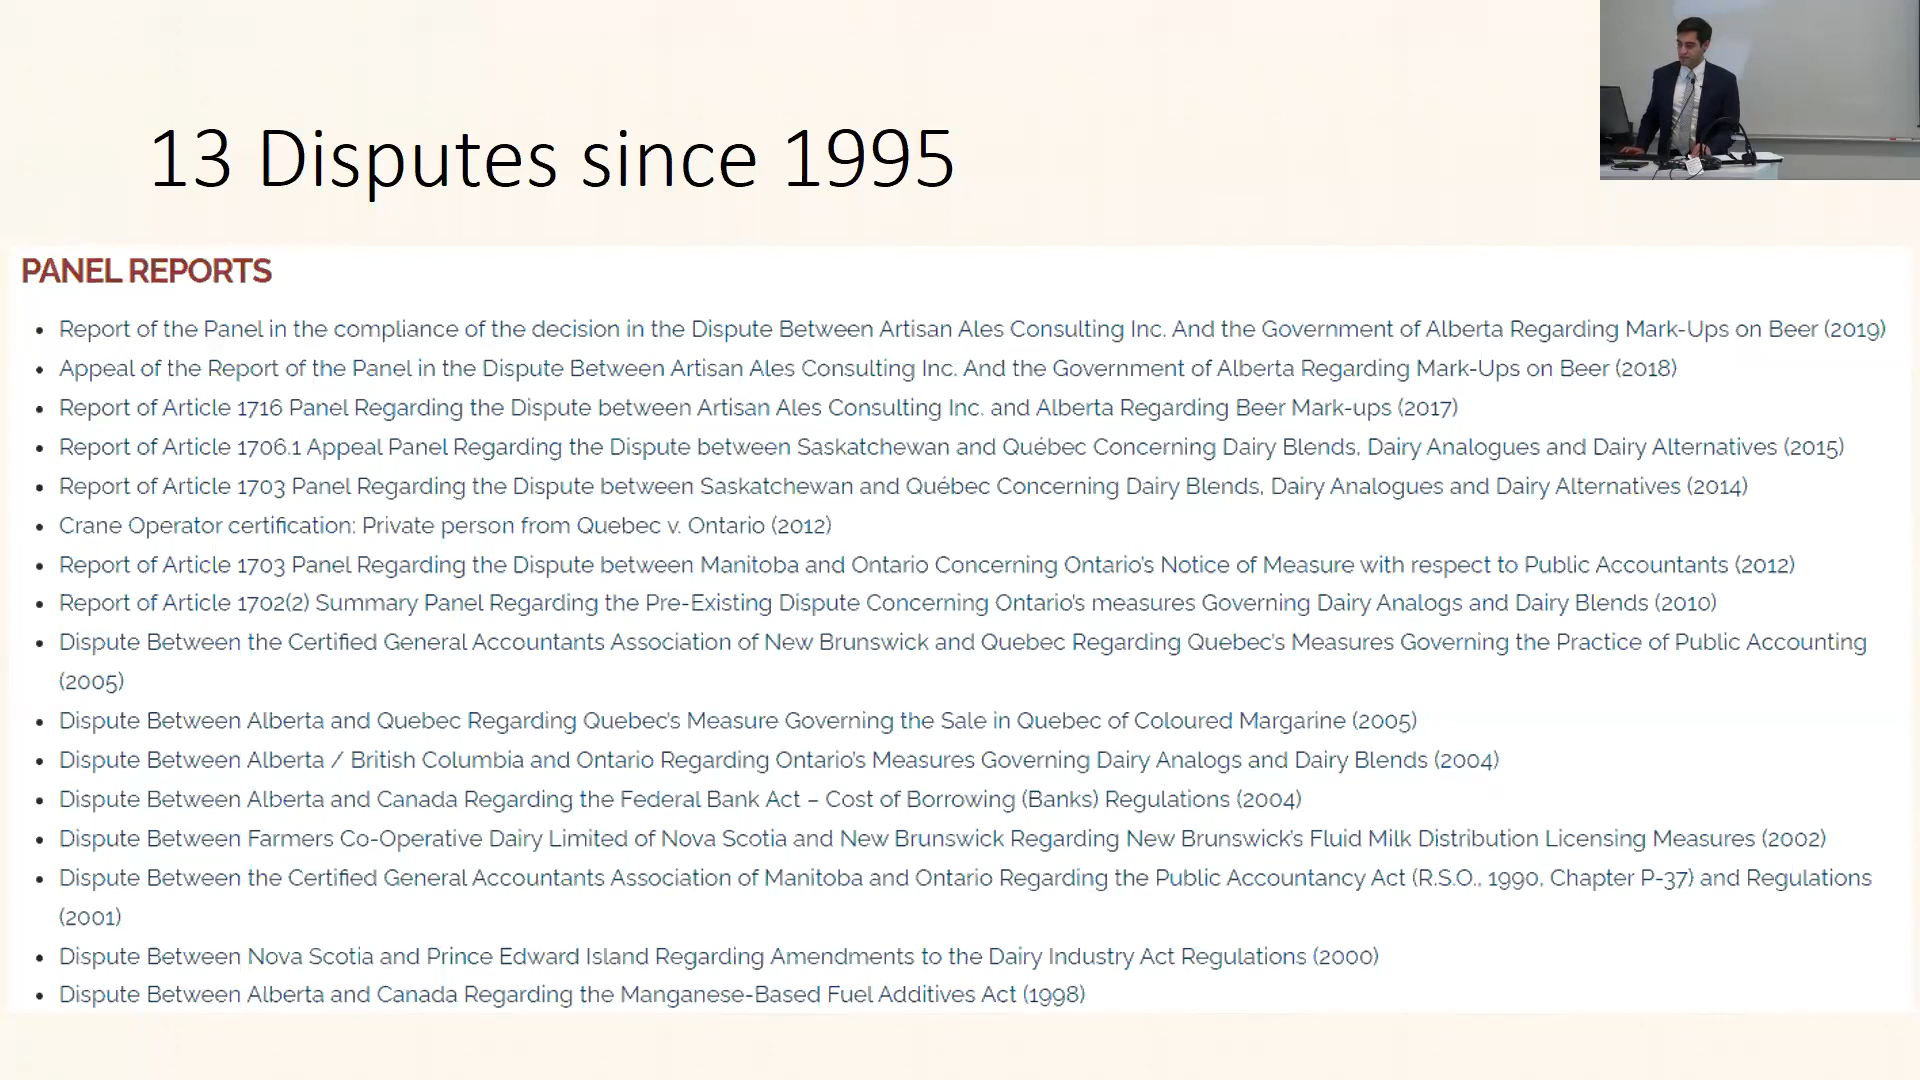 13 Disputes since 1995
PANEL REPORTS
• Report of the Panel in the compliance of the decision in the Dispute Between Artisan Ales Consulting Inc. And the Government of Alberta Regarding Mark-Ups on Beer (2019)
• Appeal of the Report of the Panel in the Dispute Between Artisan Ales Consulting Inc. And the Government of Alberta Regarding Mark-Ups on Beer (2018)
• Report of Article 1716 Panel Regarding the Dispute between Artisan Ales Consulting Inc. and Alberta Regarding Beer Mark-ups (2017)
• Report of Article 1706.1 Appeal Panel Regarding the Dispute between Saskatchewan and Québec Concerning Dairy Blends, Dairy Analogues and Dairy Alternatives (2015)
• Report of Article 1703 Panel Regarding the Dispute between Saskatchewan and Québec Concerning Dairy Blends, Dairy Analogues and Dairy Alternatives (2014)
• Crane Operator certification: Private person from Quebec v. Ontario (2012)
• Report of Article 1703 Panel Regarding the Dispute between Manitoba and Ontario Concerning Ontario's Notice of Measure with respect to Public Accountants (2012)
• Report of Article 1702(2) Summary Panel Regarding the Pre-Existing Dispute Concerning Ontario's measures Governing Dairy Analogs and Dairy Blends (2010)
• Dispute Between the Certified General Accountants Association of New Brunswick and Quebec Regarding Quebec's Measures Governing the Practice of Public Accounting
(2005)
• Dispute Between Alberta and Quebec Regarding Quebec's Measure Governing the Sale in Quebec of Coloured Margarine (2005)
• Dispute Between Alberta / British Columbia and Ontario Regarding Ontario's Measures Governing Dairy Analogs and Dairy Blends (2004)
• Dispute Between Alberta and Canada Regarding the Federal Bank Act – Cost of Borrowing (Banks) Regulations (2004)
• Dispute Between Farmers Co-Operative Dairy Limited of Nova Scotia and New Brunswick Regarding New Brunswick's Fluid Milk Distribution Licensing Measures (2002)
• Dispute Between the Certified General Accountants Association of Manitoba and Ontario Regarding the Public Accountancy Act (R.S.O., 1990, Chapter P-37) and Regulations
(2001)
• Dispute Between Nova Scotia and Prince Edward Island Regarding Amendments to the Dairy Industry Act Regulations (2000)
• Dispute Between Alberta and Canada Regarding the Manganese-Based Fuel Additives Act (1998)